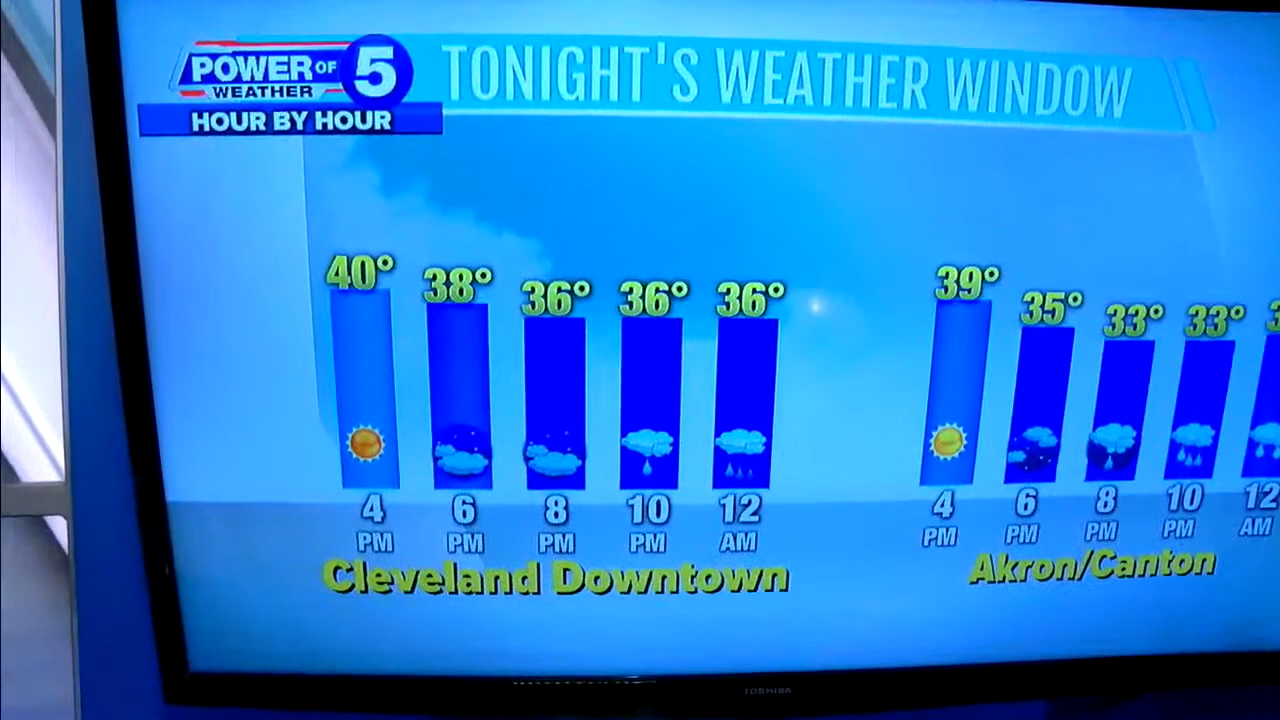 POWER OF 5
WEATHER
HOUR BY HOUR
TONIGHT'S WEATHER WINDOW
40° 38° 36° 36° 36°
4 6 8 10 12
PM PM PM PM AM
Cleveland Downtown
39° 35° 33° 33°
4 6 8 10 12
PM PM PM PM AM
Akron/Canton
TOSHIBA